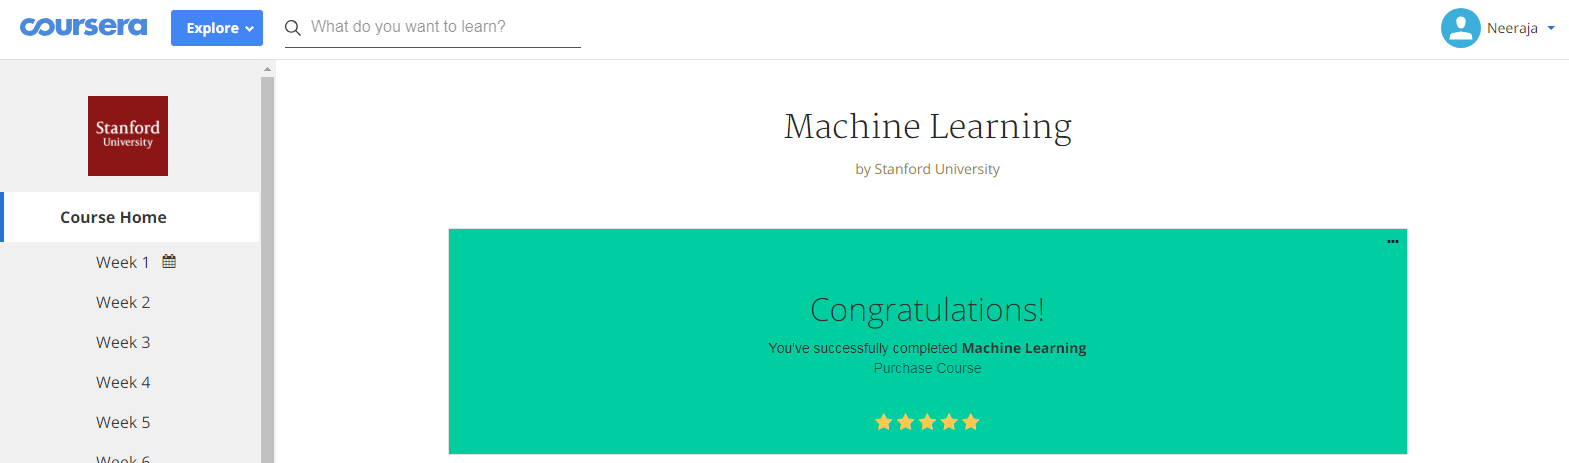 coursera
Explore
What do you want to learn?
Neeraja
Stanford
University
Course Home
Week 1
Week 2
Week 3
Week 4
Week 5
Week 6
Machine Learning
by Stanford University
Congratulations!
You've successfully completed Machine Learning
Purchase Course